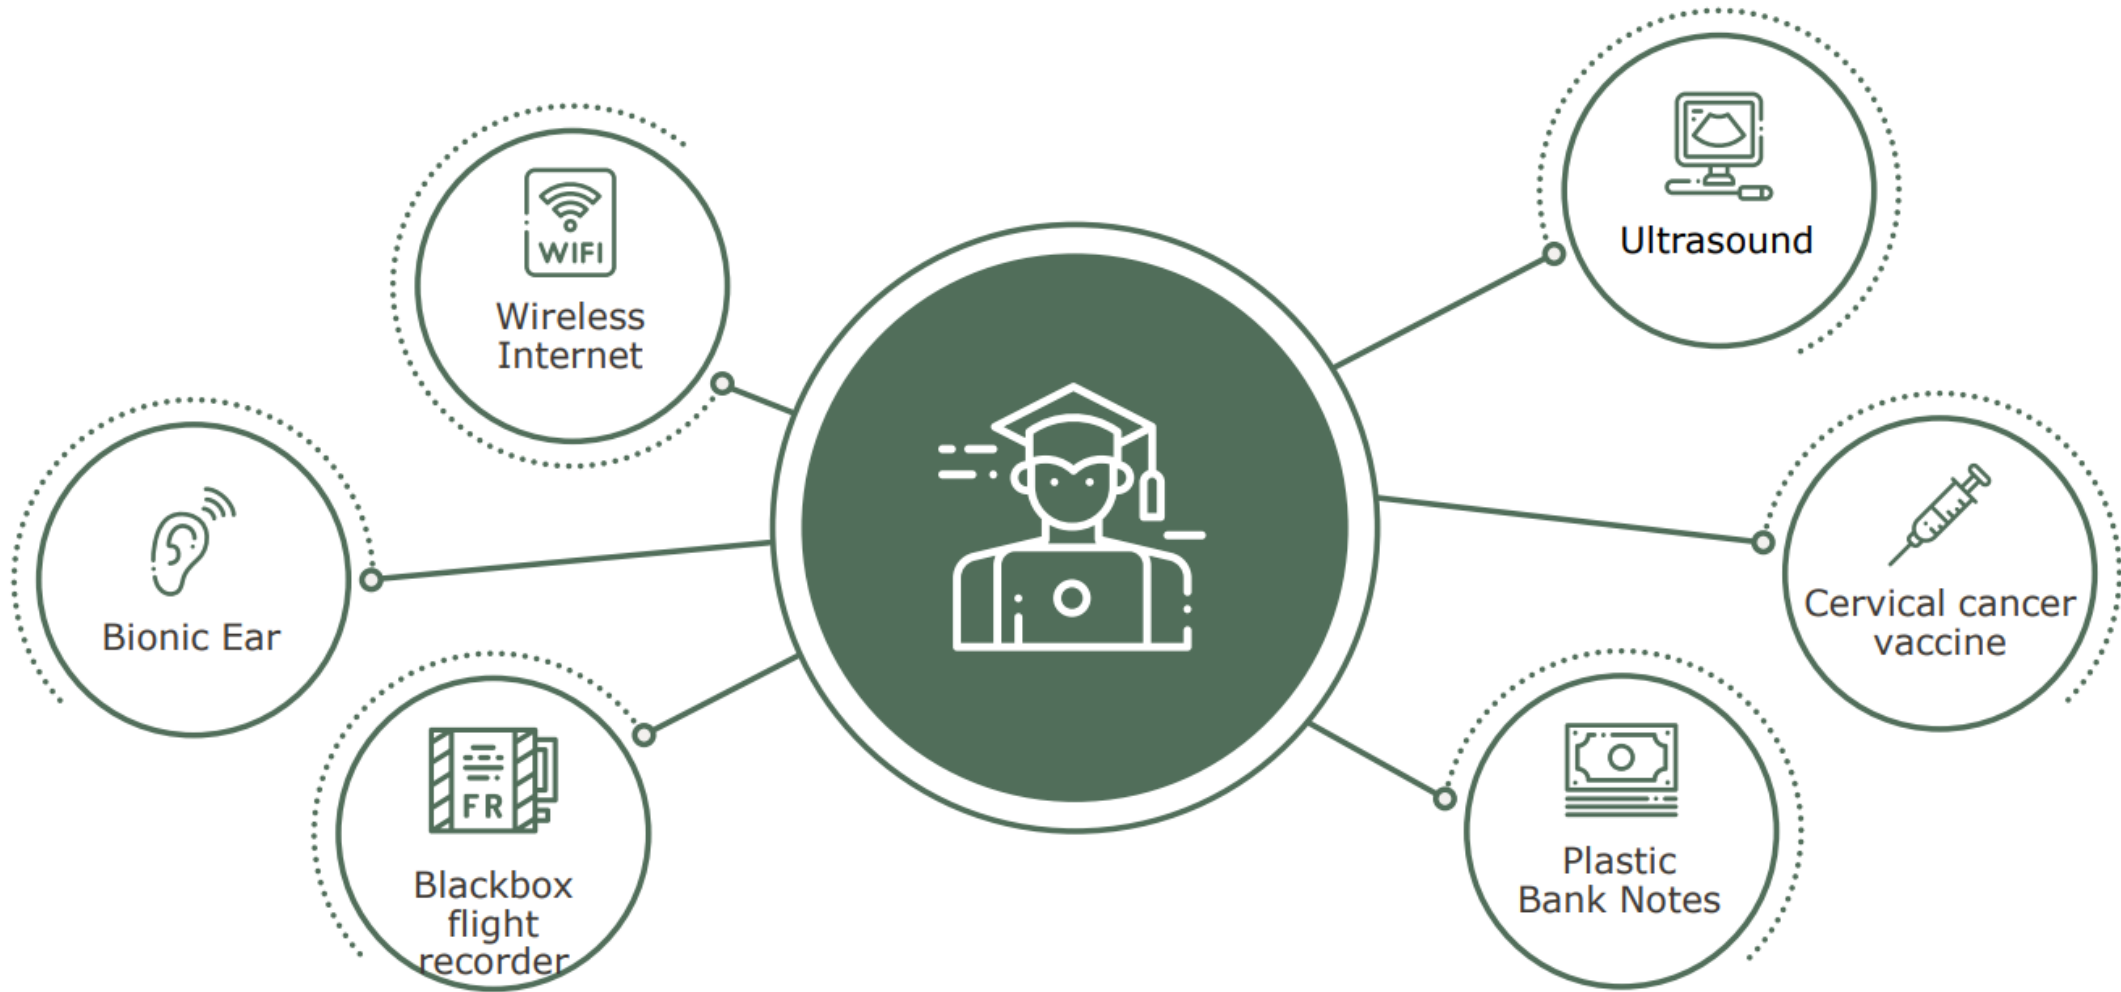 WIFI
Wireless
Internet
Ultrasound
Bionic Ear
Cervical cancer
vaccine
FR
Blackbox
flight
recorder
Plastic
Bank Notes